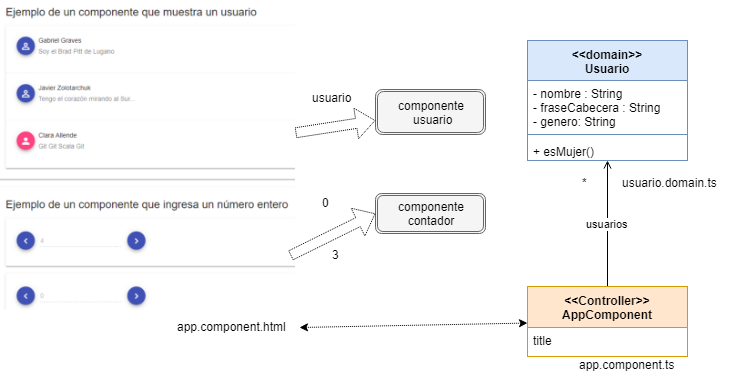 Ejemplo de un componente que muestra un usuario
Gabriel Graves
Soy el Brad Pitt de Lugano
Javier Zolotarchuk
Tengo el corazón mirando al Sur...
Clara Allende
Git Git Scala Git
usuario
componente
usuario
<<domain>>
Usuario
- nombre : String
- fraseCabecera : String
- genero: String
+ esMujer()
*
usuario.domain.ts
usuarios
Ejemplo de un componente que ingresa un número entero
0
3
componente
contador
<<Controller>>
AppComponent
title
app.component.html
app.component.ts